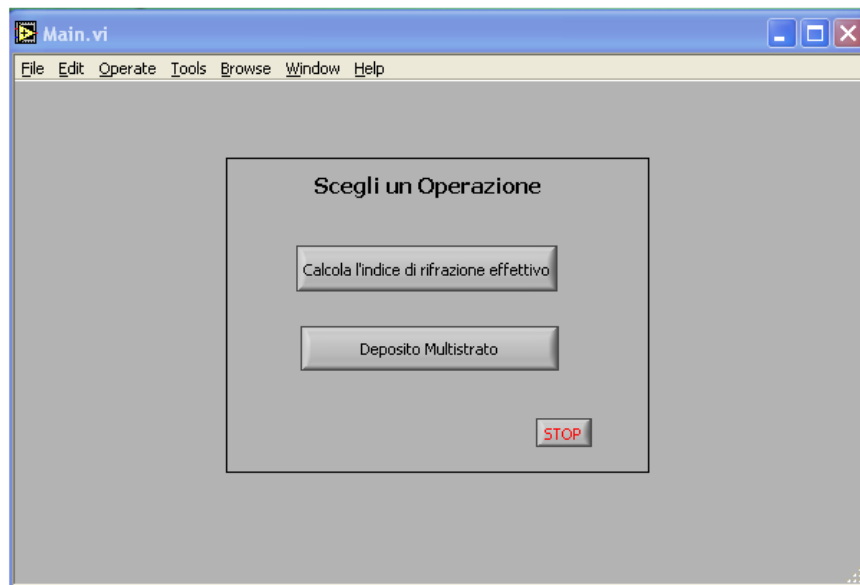 Main.vi
File Edit Operate Tools Browse Window Help
Scegli un Operazione
Calcola l'indice di rifrazione effettivo
Deposito Multistrato
STOP